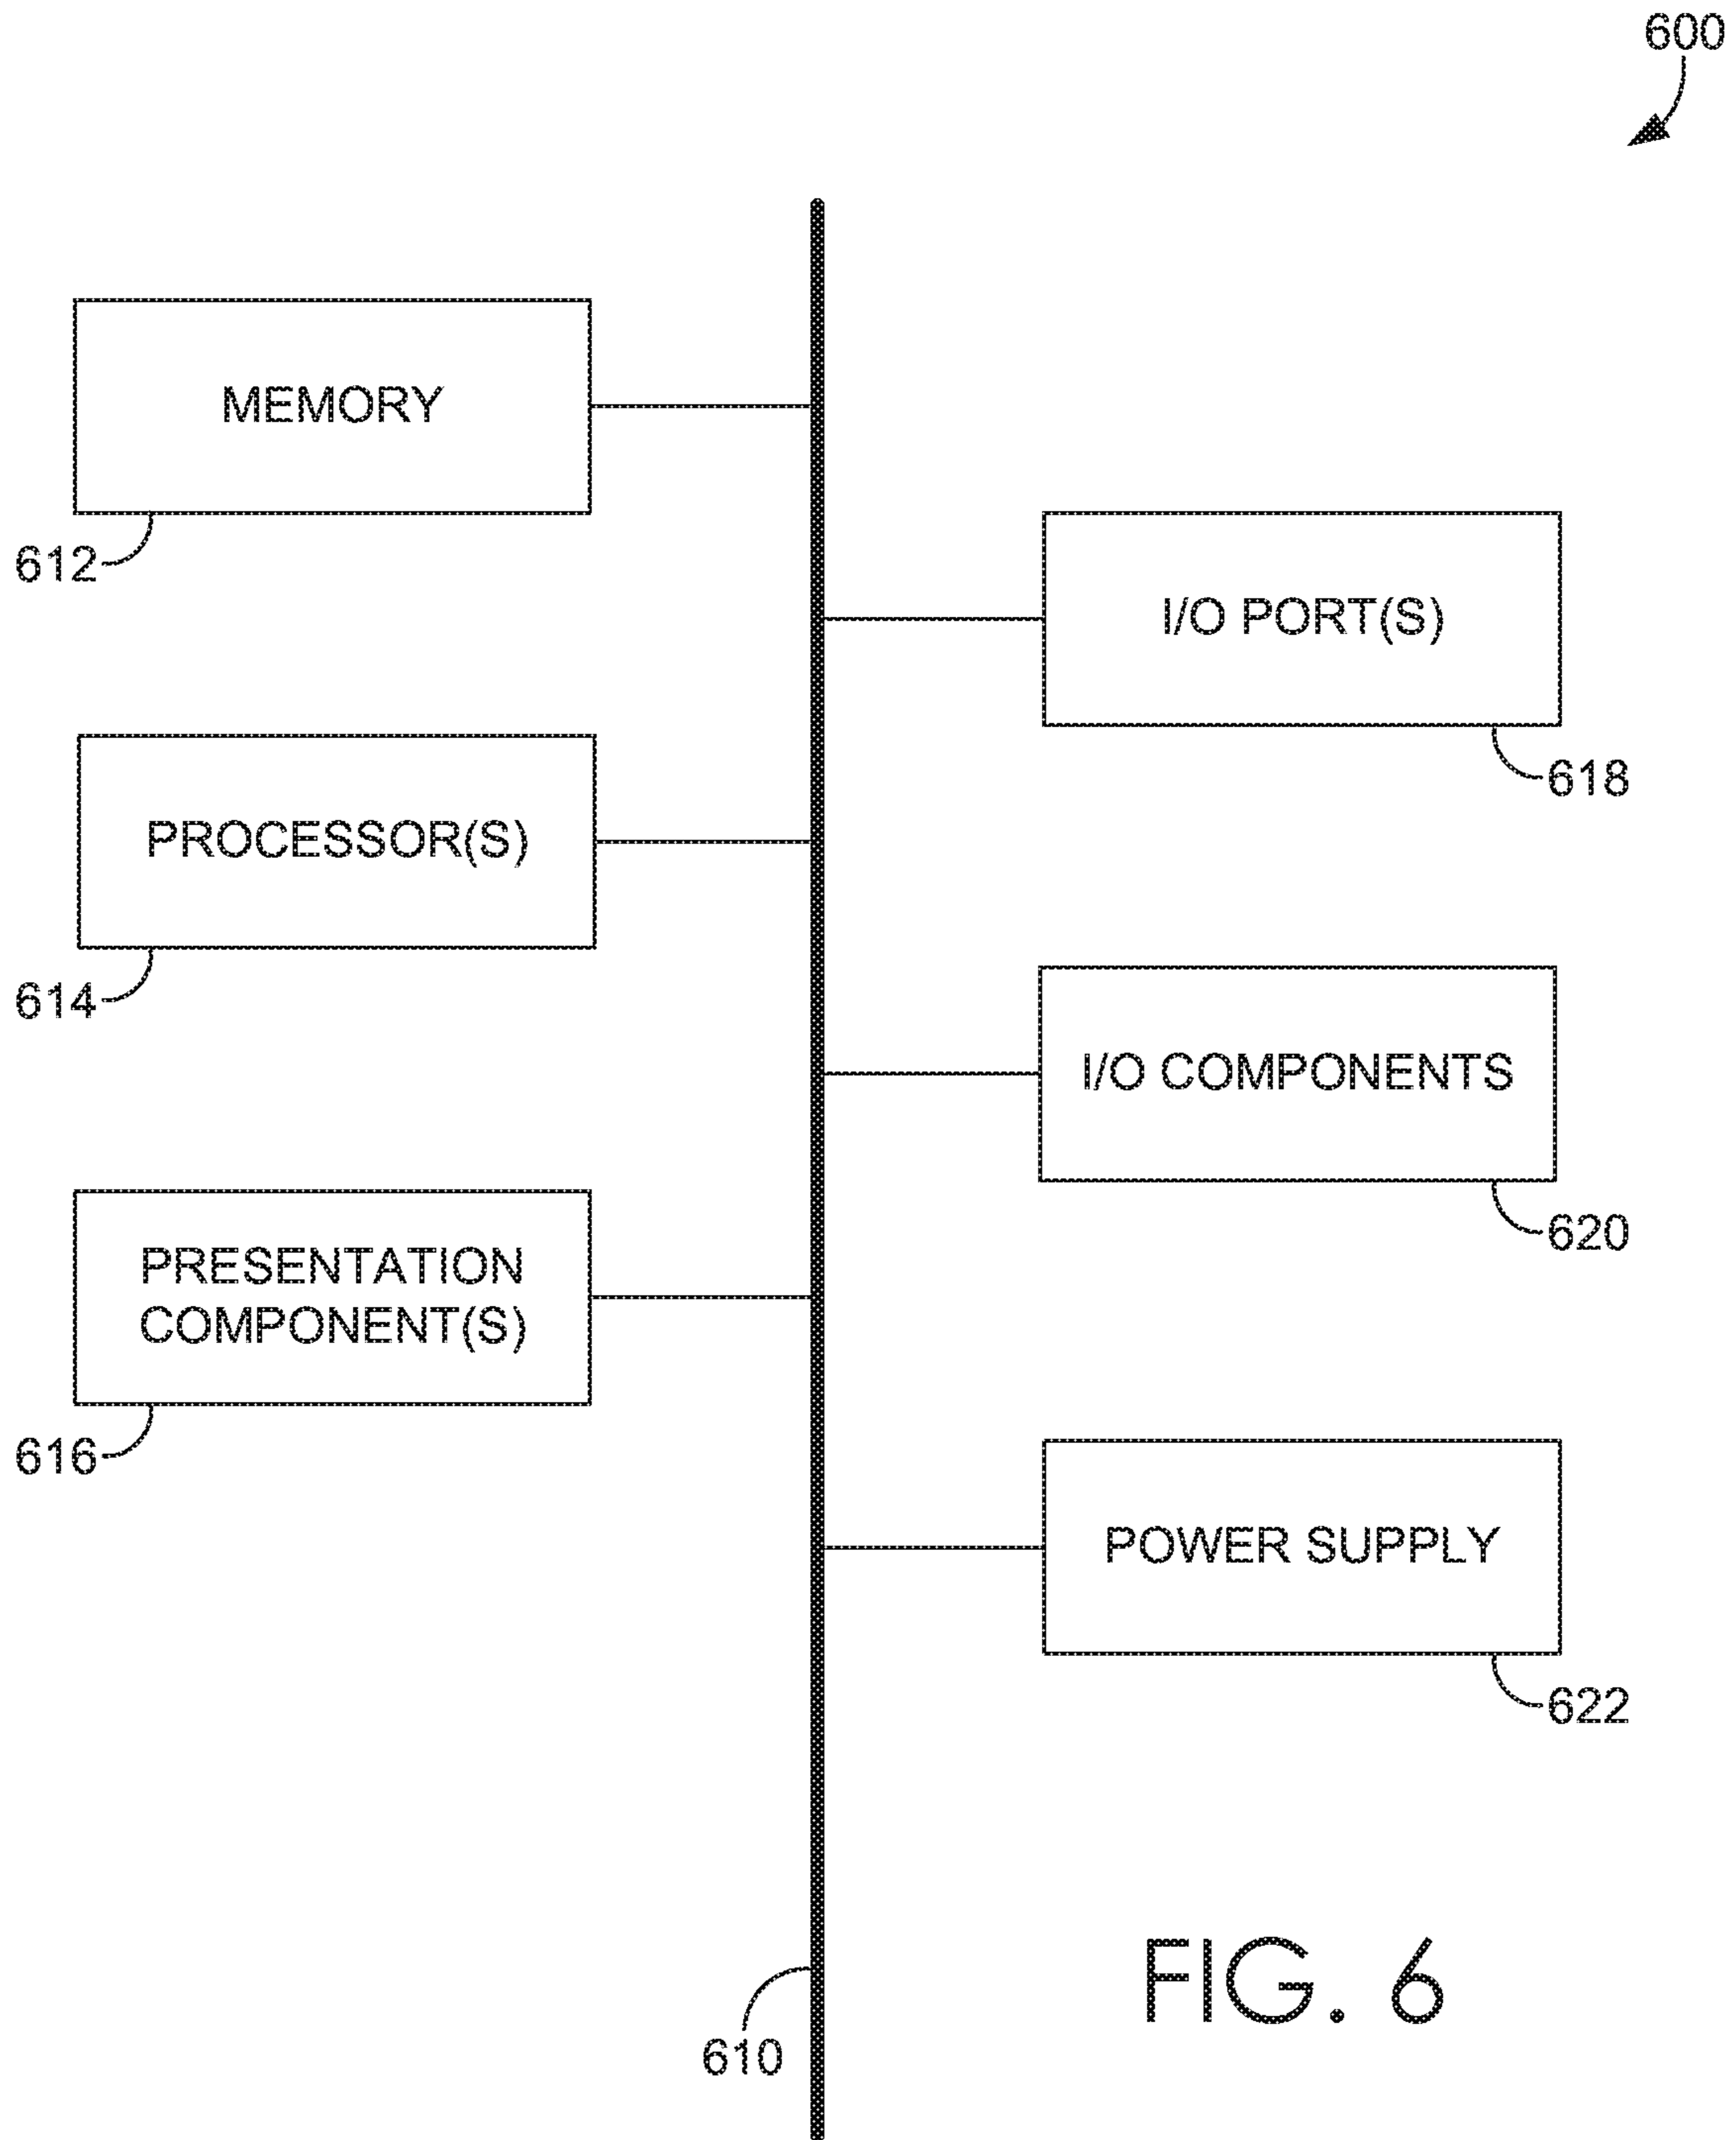 600
MEMORY
612
I/O PORT(S)
618
PROCESSOR(S)
614
I/O COMPONENTS
620
PRESENTATION
COMPONENT(S)
616
POWER SUPPLY
622
FIG. 6
610